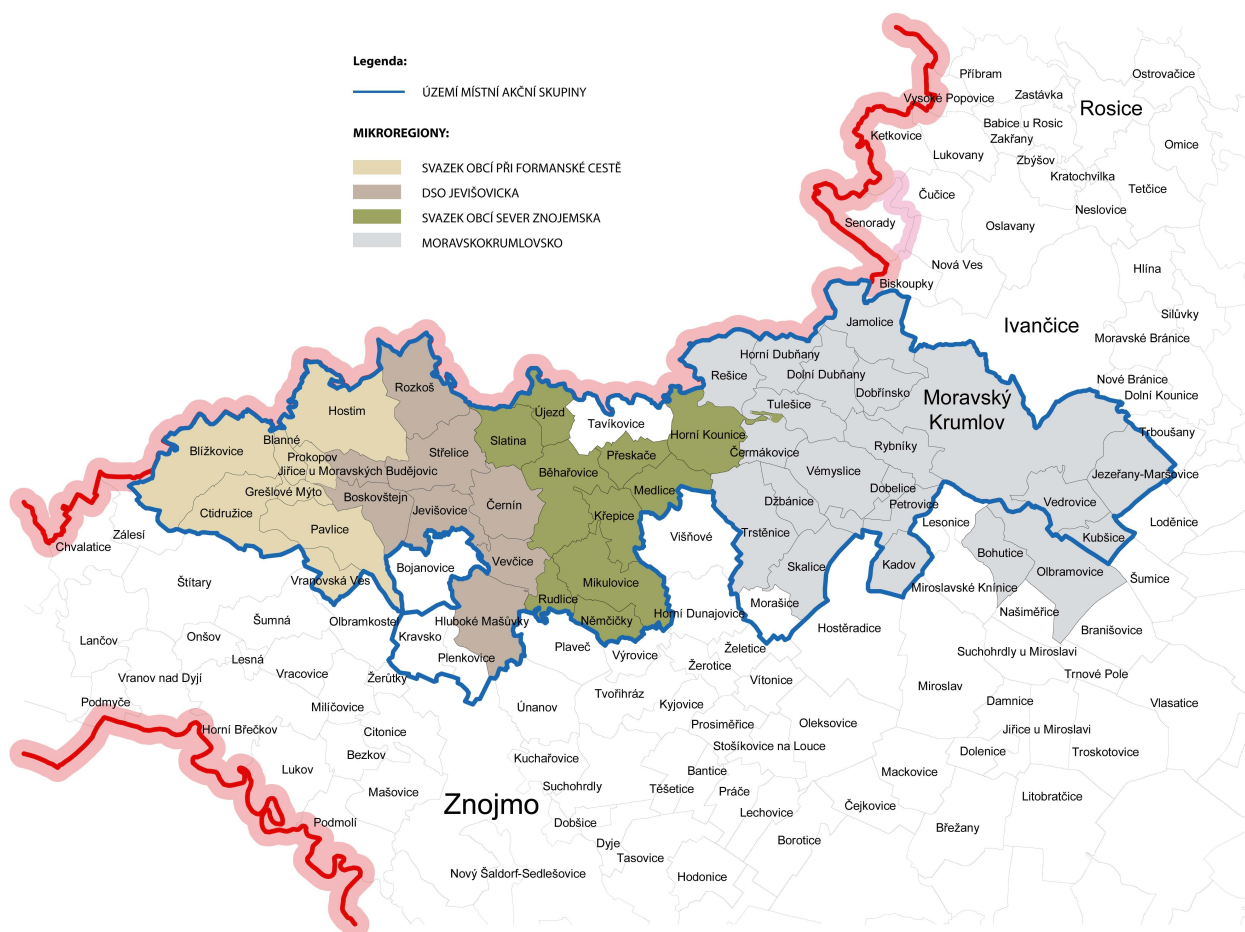 Legenda:
ÚZEMÍ MÍSTNÍ AKČNÍ SKUPINY
MIKROREGIONY:
SVAZEK OBCÍ PŘI FORMANSKÉ CESTĚ
DSO JEVIŠOVICKA
SVAZEK OBCÍ SEVER ZNOJEMSKA
MORAVSKOKRUMLOVSKO
Příbram
Ostrovačice
Vysoké Popovice
Zastávka
Rosice
Babice u Rosic
Ketkovice
Zakřany
Omice
Lukovany
Zbýšov
Kratochvilka
Tetčice
Čučice
Neslovice
Senorady
Oslavany
Nová Ves
Hlína
Biskoupky
Silůvky
Jamolice
Ivančice
Moravské Bránice
Horní Dubňany
Rešice
Dolní Dubňany
Nové Bránice
Rozkoš
Dobřínsko
Dolní Kounice
Moravský
Krumlov
Hostim
Újezd
Tulešice
Tavíkovice
Trboušany
Blanné
Slatina
Horní Kounice
Blížkovice
Střelice
Čermákovice
Rybníky
Prokopov
Přeskače
Jiřice u Moravských Budějovic
Běhařovice
Vémyslice
Jezeřany-Maršovice
Grešlové Mýto
Boskovštejn
Medlice
Dobelice
Džbánice
Petrovice
Vedrovice
Ctidružice
Jevišovice
Černín
Křepice
Lesonice
Loděnice
Pavlice
Zálesí
Višňové
Trstěnice
Kubšice
Chvalatice
Bohutice
Vevčice
Bojanovice
Skalice
Kadov
Olbramovice
Štítary
Vranovská Ves
Mikulovice
Šumice
Miroslavské Knínice
Rudlice
Morašice
Našiměřice
Šumná
Olbramkostel
Hluboké Mašůvky
Němčičky
Horní Dunajovice
Hostěradice
Branišovice
Lančov
Onšov
Kravsko
Plaveč
Želetice
Lesná
Plenkovice
Výrovice
Suchohrdly u Miroslavi
Žerotice
Vracovice
Žerůtky
Trnové Pole
Vranov nad Dyjí
Vítonice
Miroslav
Tvořihráz
Podmyče
Milíčovice
Únanov
Kyjovice
Damnice
Vlasatice
Prosiměřice
Oleksovice
Horní Břečkov
Citonice
Jiřice u Miroslavi
Stošíkovice na Louce
Bezkov
Kuchařovice
Dolenice
Troskotovice
Lukov
Bantice
Mackovice
Mašovice
Suchohrdly
Těšetice
Práče
Litobratčice
Znojmo
Čejkovice
Lechovice
Podmolí
Dobšice
Břežany
Dyje
Borotice
Tasovice
Nový Šaldorf-Sedlešovice
Hodonice